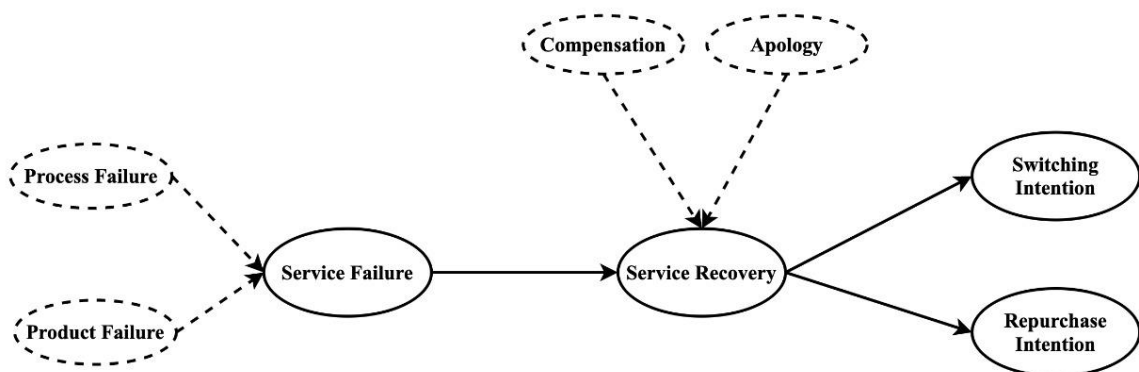 Compensation
Apology
Process Failure
Switching
Intention
Service Failure
Service Recovery
Product Failure
Repurchase
Intention